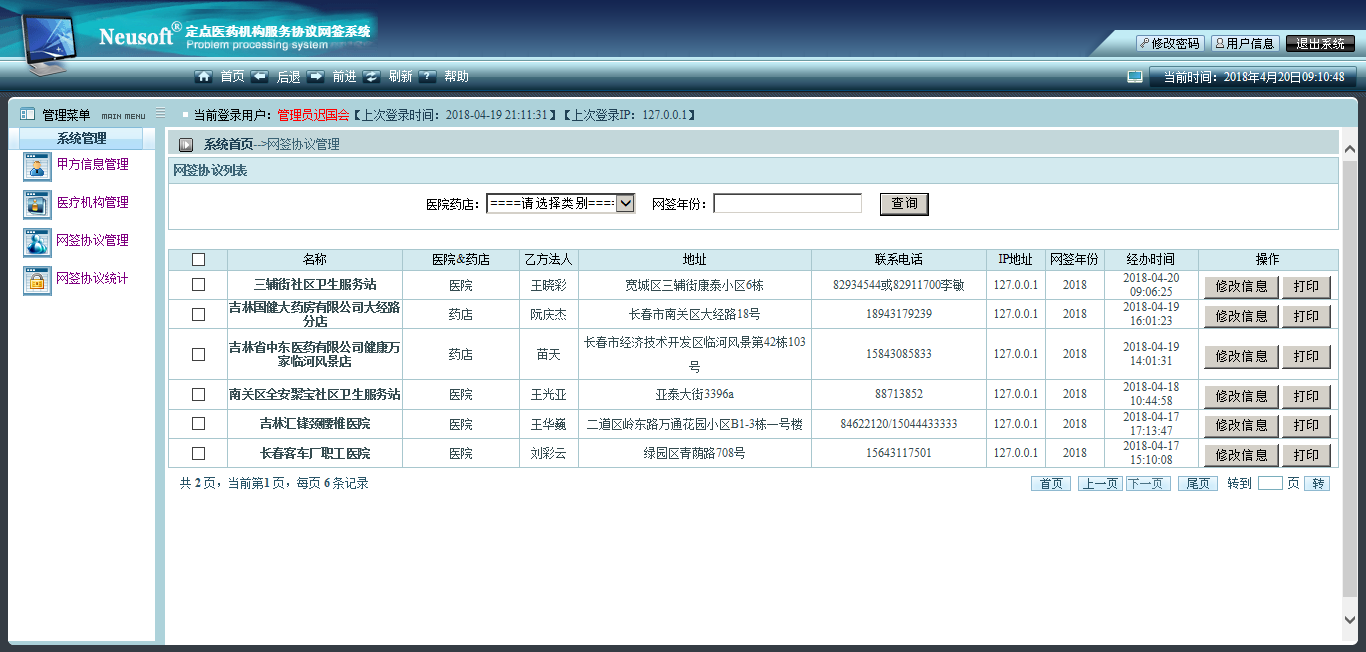 Neusoft® 定点医药机构服务协议网签系统
Problem processing system
修改密码 用户信息 退出系统
首页 后退 前进 刷新 帮助
当前时间：2018年4月20日09:10:48
管理菜单 MAIN MENU
当前登录用户：管理员迟国会【上次登录时间：2018-04-19 21:11:31】【上次登录IP：127.0.0.1】
系统管理
甲方信息管理
医疗机构管理
网签协议管理
网签协议统计
系统首页-->网签协议管理
网签协议列表
医院药店： ====请选择类别==== 网签年份： 查询
名称 医院&药店 乙方法人 地址 联系电话 IP地址 网签年份 经办时间 操作
三辅街社区卫生服务站 医院 王晓彩 宽城区三辅街康泰小区6栋 82934544或82911700李敏 127.0.0.1 2018 2018-04-20 09:06:25 修改信息 打印
吉林国健大药房有限公司大经路分店 药店 阮庆杰 长春市南关区大经路18号 18943179239 127.0.0.1 2018 2018-04-19 16:01:23 修改信息 打印
吉林省中东医药有限公司健康万家临河风景店 药店 苗天 长春市经济技术开发区临河风景第42栋103号 15843085833 127.0.0.1 2018 2018-04-19 14:01:31 修改信息 打印
南关区全安聚宝社区卫生服务站 医院 王光亚 亚泰大街3396a 88713852 127.0.0.1 2018 2018-04-18 10:44:58 修改信息 打印
吉林汇锋颈腰椎医院 医院 王华巍 二道区岭东路万通花园小区B1-3栋一号楼 84622120/15044433333 127.0.0.1 2018 2018-04-17 17:13:47 修改信息 打印
长春客车厂职工医院 医院 刘彩云 绿园区青荫路708号 15643117501 127.0.0.1 2018 2018-04-17 15:10:08 修改信息 打印
共 2 页，当前第1 页，每页 6 条记录 首页 上一页 下一页 尾页 转到 页 转